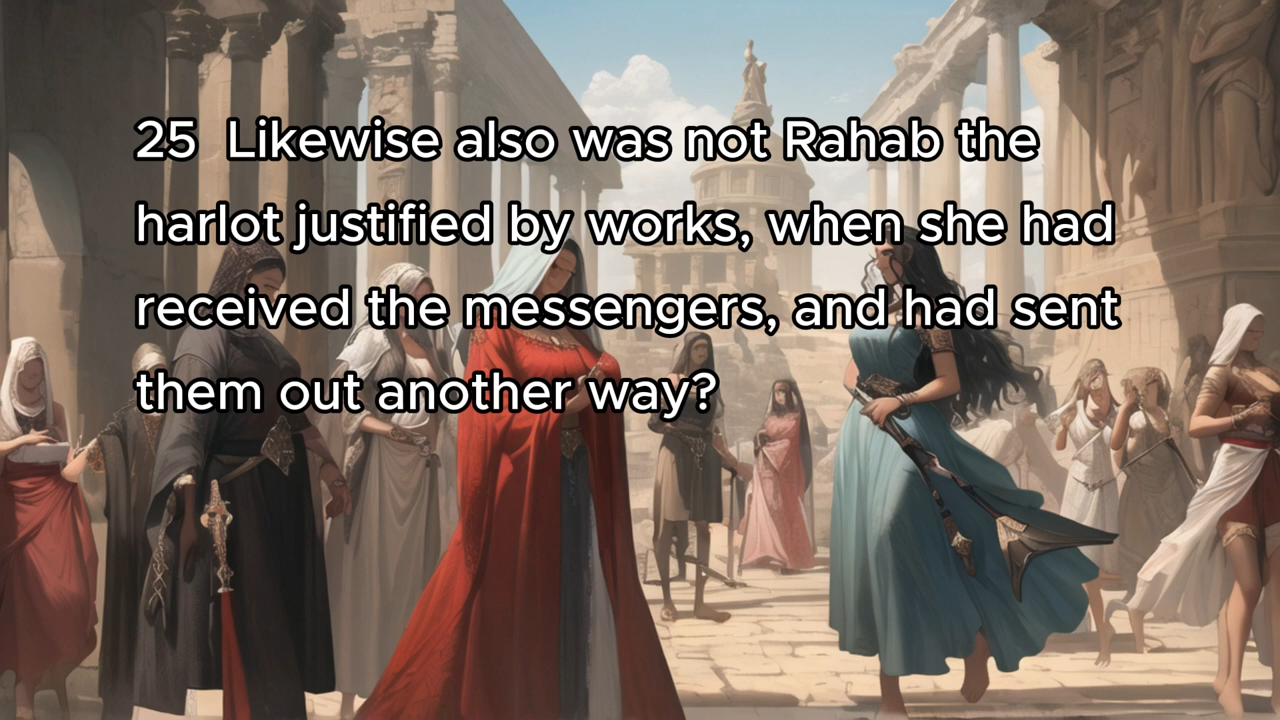 25  Likewise also was not Rahab the
harlot justified by works, when she had
received the messengers, and had sent
them out another way?